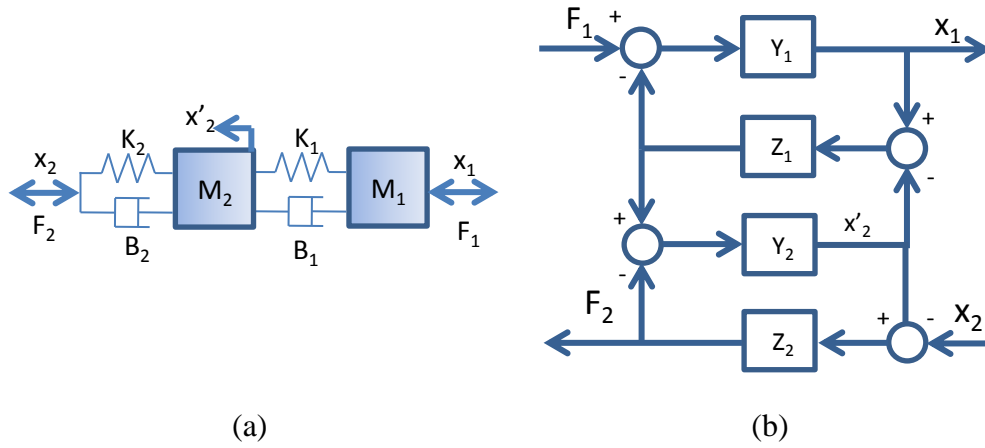 x'₂
K₂
K₁
x₂
x₁
M₂
M₁
F₂
F₁
B₂
B₁
(a)
F₁
+
Y₁
x₁
-
+
Z₁
-
+
Y₂
x'₂
-
F₂
+
-
x₂
Z₂
(b)